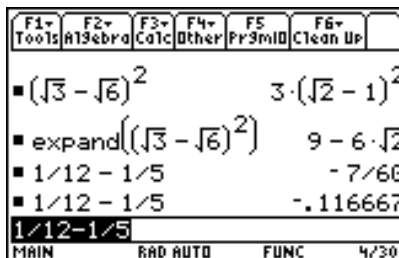 F1▾ F2▾ F3▾ F4▾ F5 F6▾
Tools Algebra Calc Other PrgmIO Clean Up
▪(√3 − √6)² 3·(√2 − 1)²
▪expand((√3 − √6)²) 9 − 6·√2
▪1/12 − 1/5 -7/60
▪1/12 − 1/5 -.116667
1/12-1/5
MAIN RAD AUTO FUNC 4/30